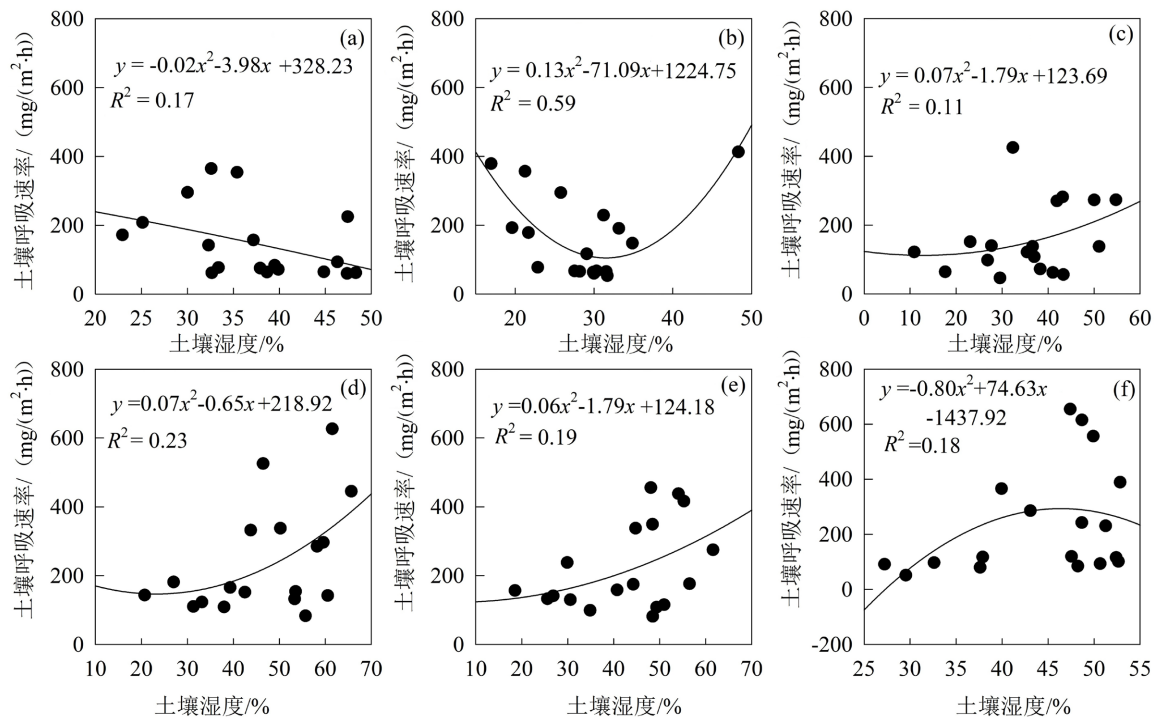 800
600
400
200
0
土壤呼吸速率/（mg/(m²·h)）
(a)
y = -0.02x²-3.98x +328.23
R² = 0.17
20 25 30 35 40 45 50
土壤湿度/%
800
600
400
200
0
土壤呼吸速率/（mg/(m²·h)）
(b)
y = 0.13x²-71.09x+1224.75
R² = 0.59
20 30 40 50
土壤湿度/%
800
600
400
200
0
土壤呼吸速率/（mg/(m²·h)）
(c)
y = 0.07x²-1.79x +123.69
R² = 0.11
0 10 20 30 40 50 60
土壤湿度/%
800
600
400
200
0
土壤呼吸速率/（mg/(m²·h)）
(d)
y =0.07x²-0.65x +218.92
R² = 0.23
10 20 30 40 50 60 70
土壤湿度/%
800
600
400
200
0
土壤呼吸速率/（mg/(m²·h)）
(e)
y =0.06x²-1.79x +124.18
R² = 0.19
10 20 30 40 50 60 70
土壤湿度/%
800
600
400
200
0
-200
土壤呼吸速率/（mg/(m²·h)）
(f)
y=-0.80x²+74.63x
-1437.92
R² =0.18
25 30 35 40 45 50 55
土壤湿度/%